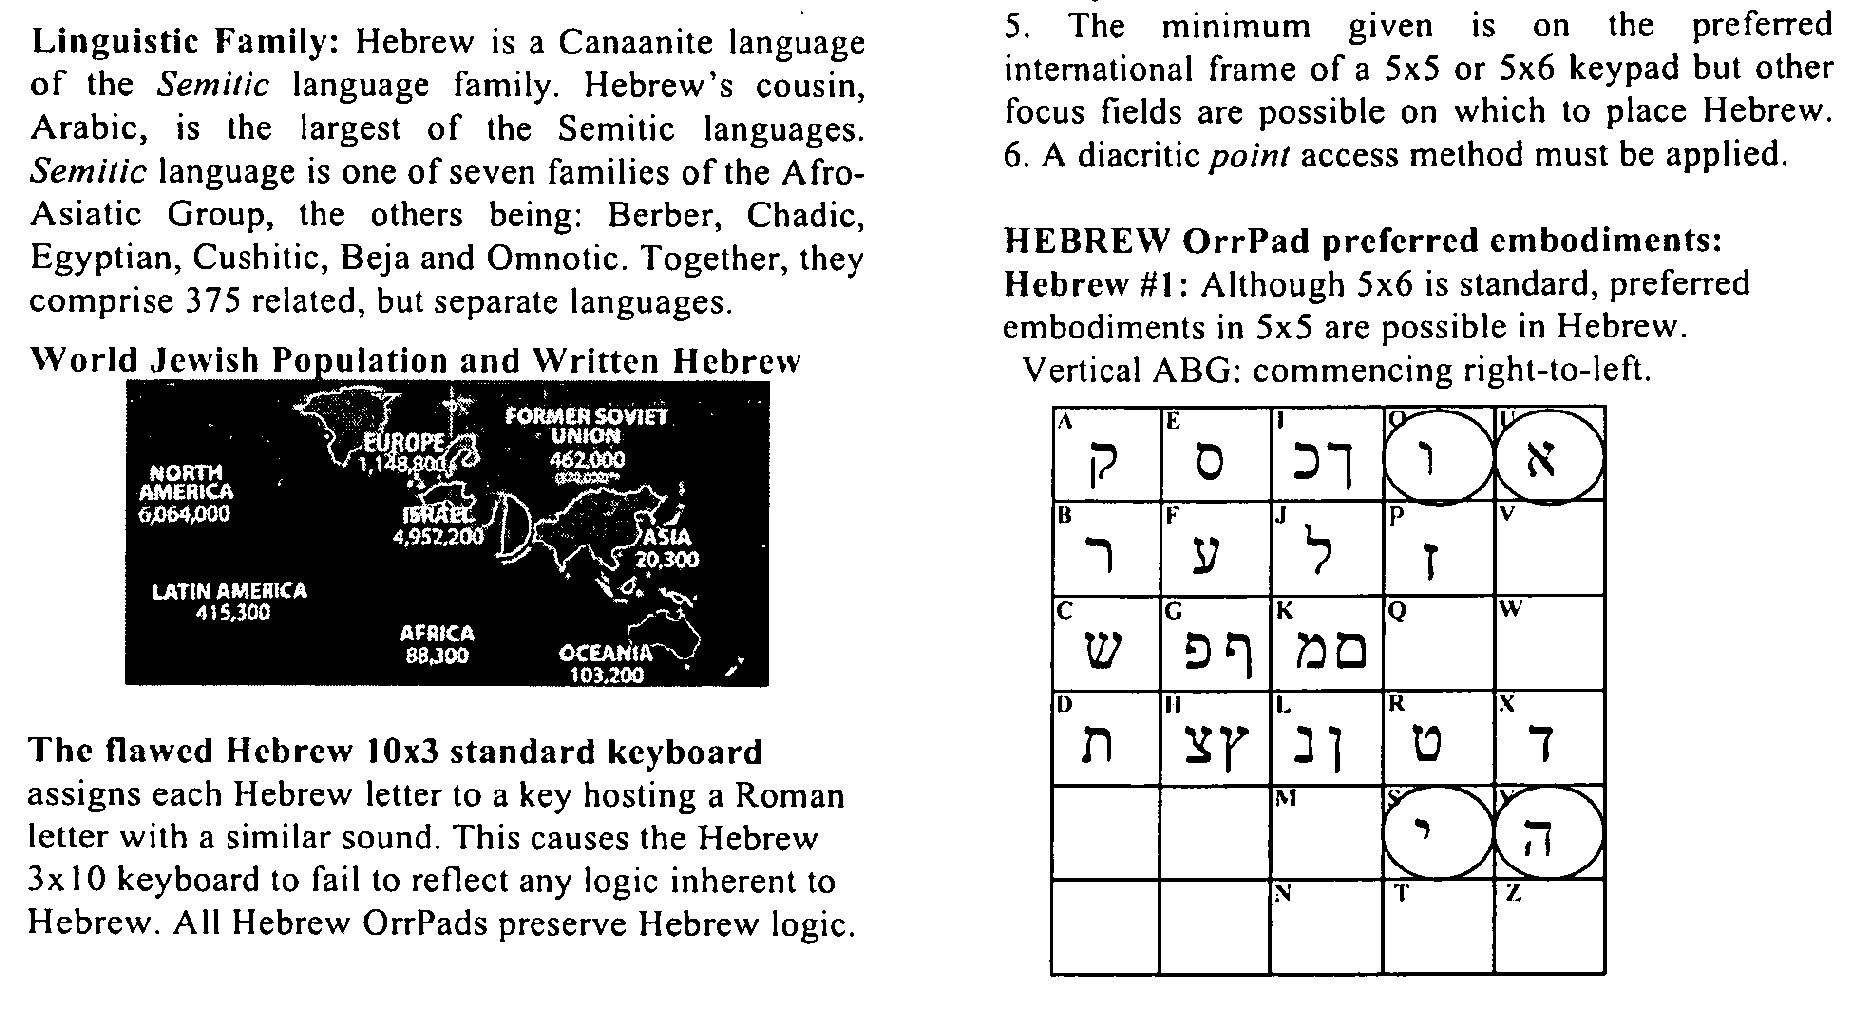 Linguistic Family: Hebrew is a Canaanite language
of the Semitic language family. Hebrew's cousin,
Arabic, is the largest of the Semitic languages.
Semitic language is one of seven families of the Afro-
Asiatic Group, the others being: Berber, Chadic,
Egyptian, Cushitic, Beja and Omnotic. Together, they
comprise 375 related, but separate languages.
World Jewish Population and Written Hebrew
FORMER SOVIET
UNION
462,000
EUROPE
1,148,800
NORTH
AMERICA
6,064,000
ISRAEL
4,952,200
ASIA
20,300
LATIN AMERICA
415,300
AFRICA
88,300
OCEANIA
103,200
The flawed Hebrew 10x3 standard keyboard
assigns each Hebrew letter to a key hosting a Roman
letter with a similar sound. This causes the Hebrew
3x10 keyboard to fail to reflect any logic inherent to
Hebrew. All Hebrew OrrPads preserve Hebrew logic.
5. The minimum given is on the preferred
international frame of a 5x5 or 5x6 keypad but other
focus fields are possible on which to place Hebrew.
6. A diacritic point access method must be applied.
HEBREW OrrPad preferred embodiments:
Hebrew #1: Although 5x6 is standard, preferred
embodiments in 5x5 are possible in Hebrew.
Vertical ABG: commencing right-to-left.
A E I O U
ק ס כך ו א
B F J P V
ר ע ל ז
C G K Q W
ש פף מם
D H L R X
ת צץ נן ט ד
M S Y
י ה
N T Z